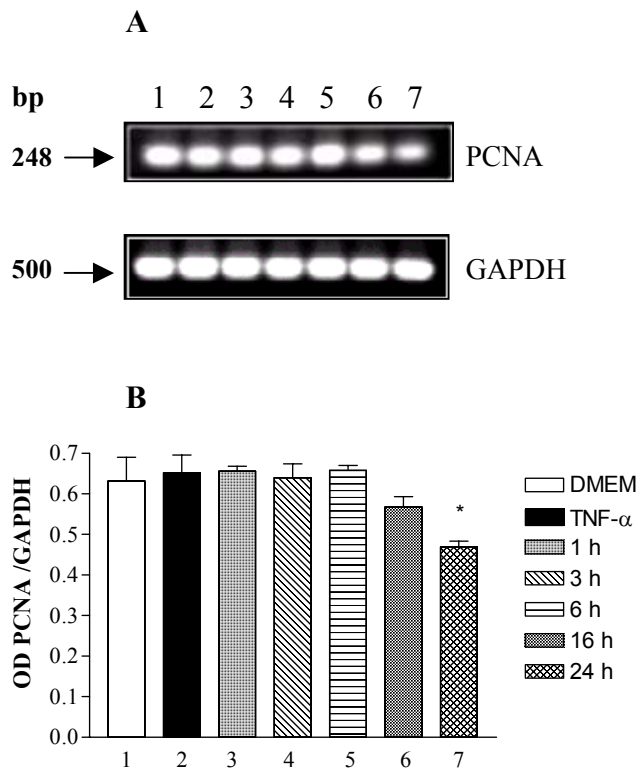 A
bp 1 2 3 4 5 6 7
248 PCNA
500 GAPDH
B
OD PCNA /GAPDH
0.7
0.6
0.5
0.4
0.3
0.2
0.1
0.0
*
1 2 3 4 5 6 7
DMEM
TNF-α
1 h
3 h
6 h
16 h
24 h